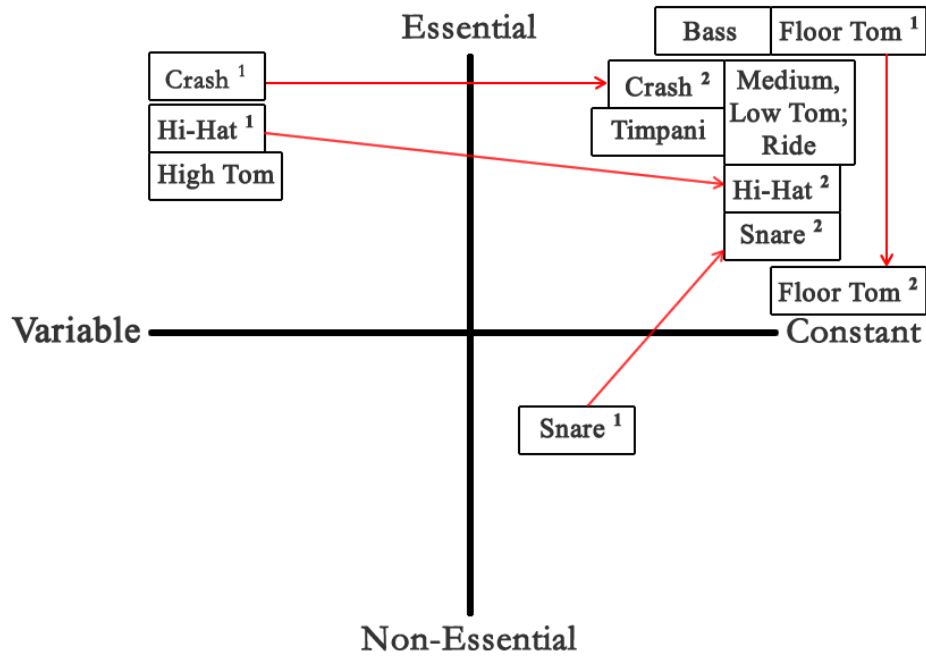 Essential
Bass
Floor Tom ¹
Crash ¹
Crash ²
Medium,
Low Tom;
Ride
Hi-Hat ¹
Timpani
High Tom
Hi-Hat ²
Snare ²
Floor Tom ²
Variable
Constant
Snare ¹
Non-Essential